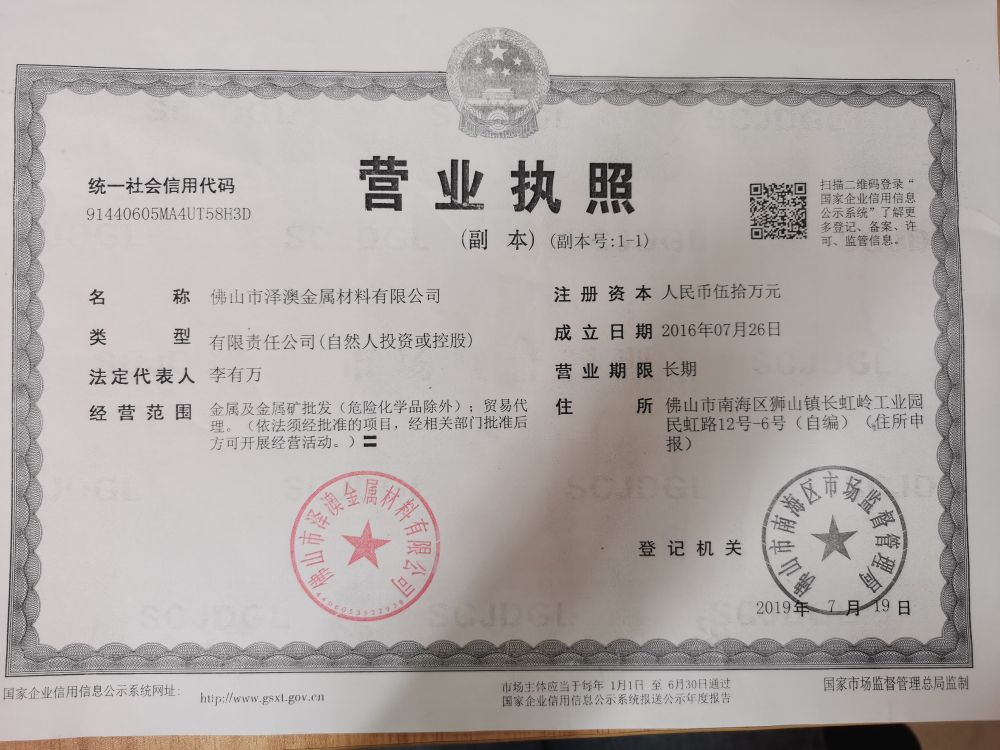 营业执照
(副 本) (副本号:1-1)
统一社会信用代码
91440605MA4UT58H3D
扫描二维码登录“
国家企业信用信息
公示系统”了解更
多登记、备案、许
可、监管信息。
名 称 佛山市泽澳金属材料有限公司
类 型 有限责任公司(自然人投资或控股)
法定代表人 李有万
经营范围 金属及金属矿批发（危险化学品除外）；贸易代
理。（依法须经批准的项目，经相关部门批准后
方可开展经营活动。）〓
注册资本 人民币伍拾万元
成立日期 2016年07月26日
营业期限 长期
住 所 佛山市南海区狮山镇长虹岭工业园
民虹路12号-6号（自编）（住所申
报）
佛山市泽澳金属材料有限公司
登记机关
佛山市南海区市场监督管理局
2019年 7月 19日
SCJDGL
国家企业信用信息公示系统网址：
http://www.gsxt.gov.cn
市场主体应当于每年 1月1日 至 6月30日通过
国家企业信用信息公示系统报送公示年度报告
国家市场监督管理总局监制